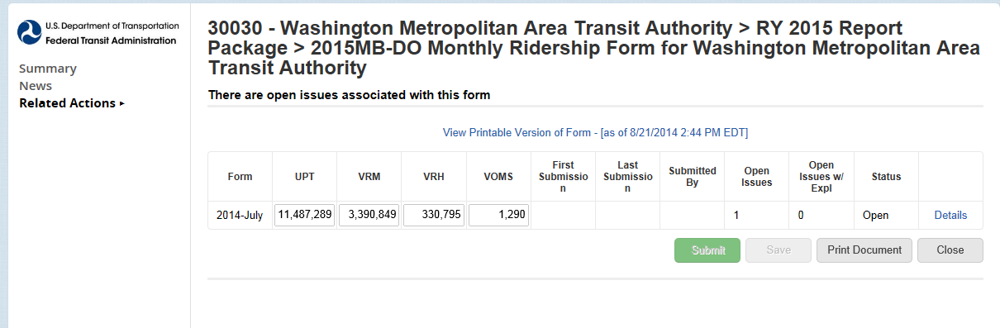 U.S. Department of Transportation
Federal Transit Administration
Summary
News
Related Actions ▸
30030 - Washington Metropolitan Area Transit Authority > RY 2015 Report
Package > 2015MB-DO Monthly Ridership Form for Washington Metropolitan Area
Transit Authority
There are open issues associated with this form
View Printable Version of Form - [as of 8/21/2014 2:44 PM EDT]
Form UPT VRM VRH VOMS First Submissio n Last Submissio n Submitted By Open Issues Open Issues w/ Expl Status
2014-July 11,487,289 3,390,849 330,795 1,290 1 0 Open Details
Submit Save Print Document Close